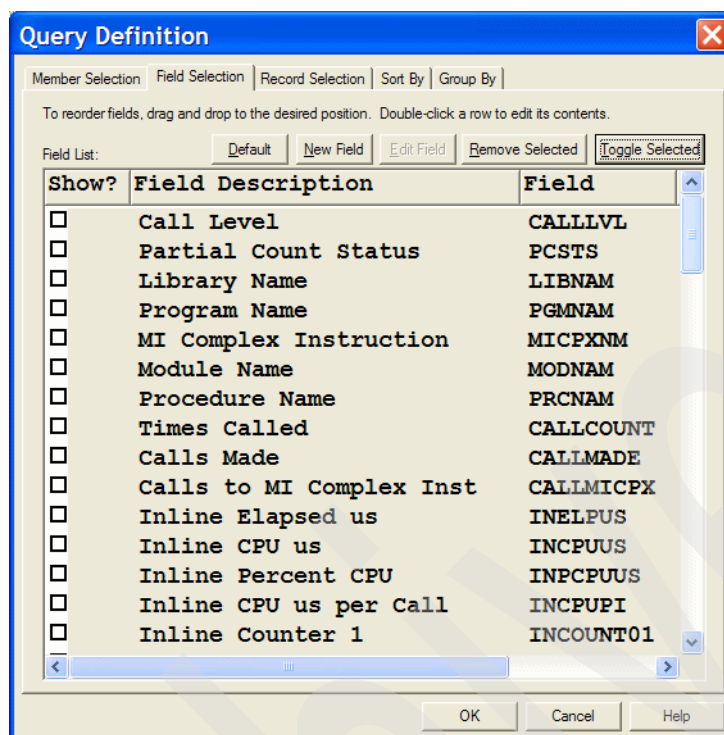 Query Definition
Member Selection Field Selection Record Selection Sort By Group By
To reorder fields, drag and drop to the desired position. Double-click a row to edit its contents.
Field List: Default New Field Edit Field Remove Selected Toggle Selected
Show? Field Description Field
Call Level CALLLVL
Partial Count Status PCSTS
Library Name LIBNAM
Program Name PGMNAM
MI Complex Instruction MICPXNM
Module Name MODNAM
Procedure Name PRCNAM
Times Called CALLCOUNT
Calls Made CALLMADE
Calls to MI Complex Inst CALLMICPX
Inline Elapsed us INELPUS
Inline CPU us INCPUUS
Inline Percent CPU INPCPUUS
Inline CPU us per Call INCPUPI
Inline Counter 1 INCOUNT01
OK Cancel Help